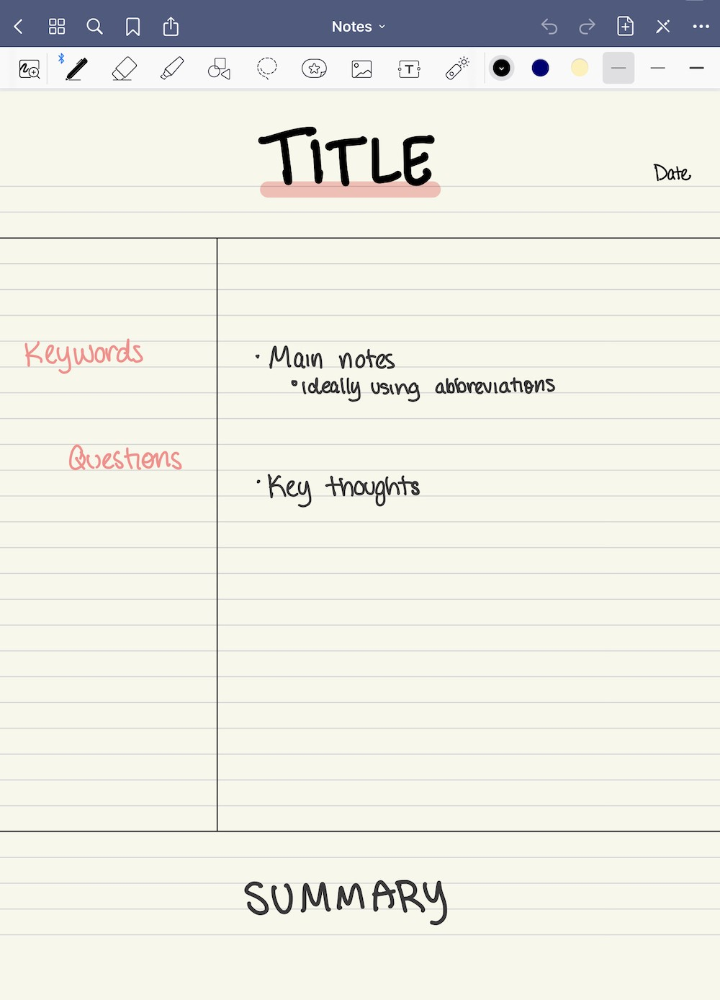 Notes
TITLE
Date
Keywords
· Main notes
• ideally using abbreviations
Questions
· Key thoughts
SUMMARY